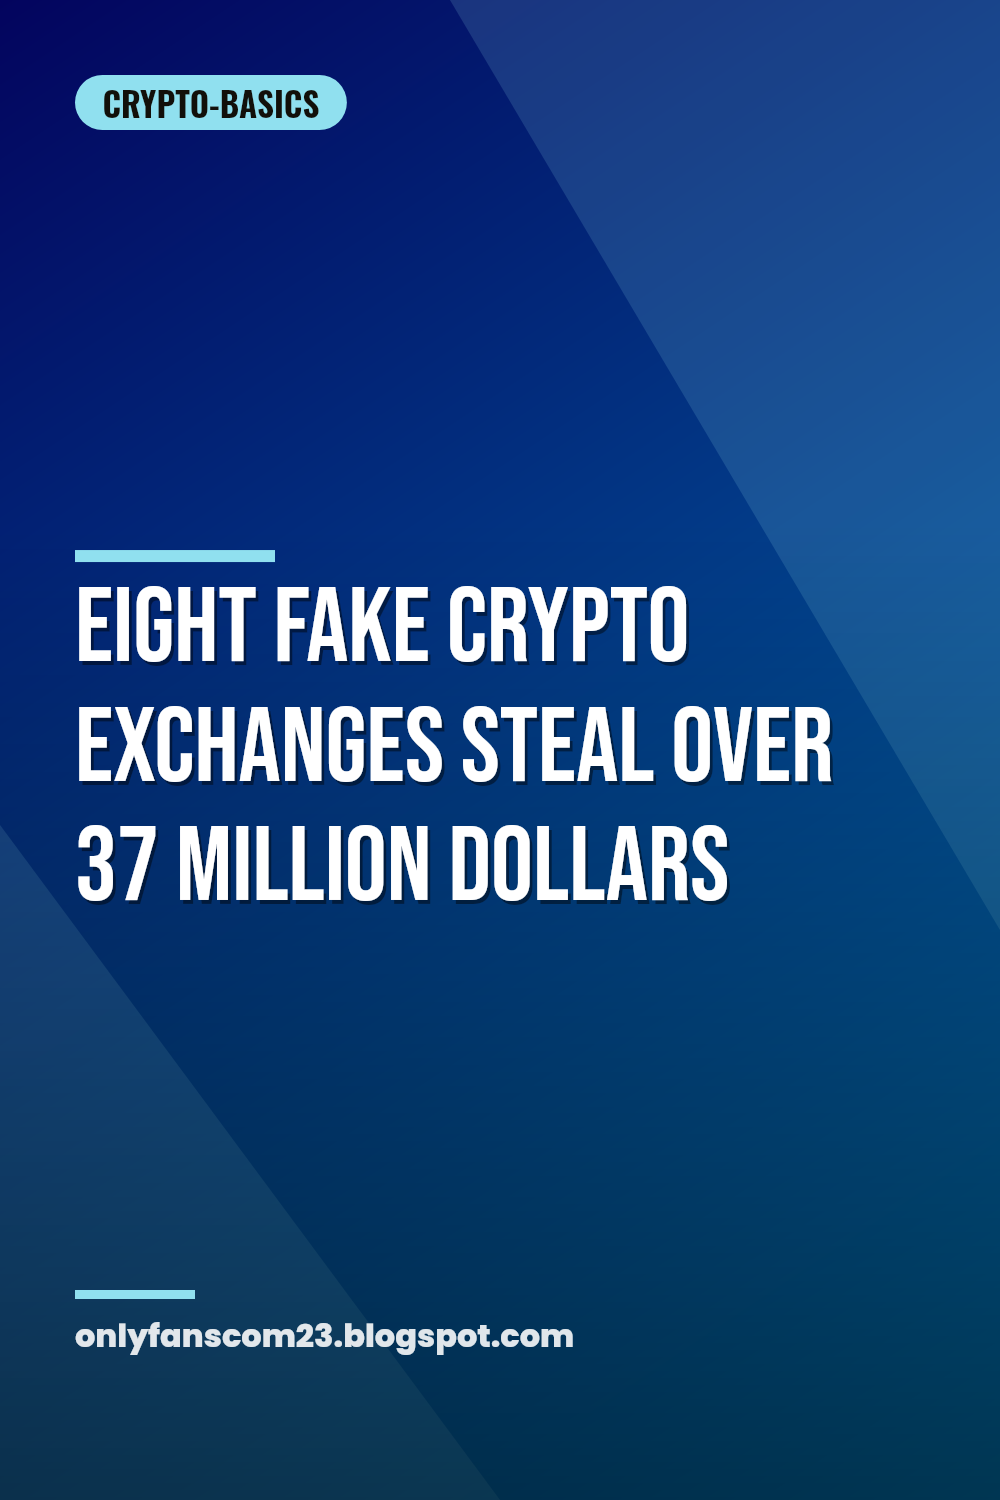 CRYPTO-BASICS
EIGHT FAKE CRYPTO
EXCHANGES STEAL OVER
37 MILLION DOLLARS
onlyfanscom23.blogspot.com